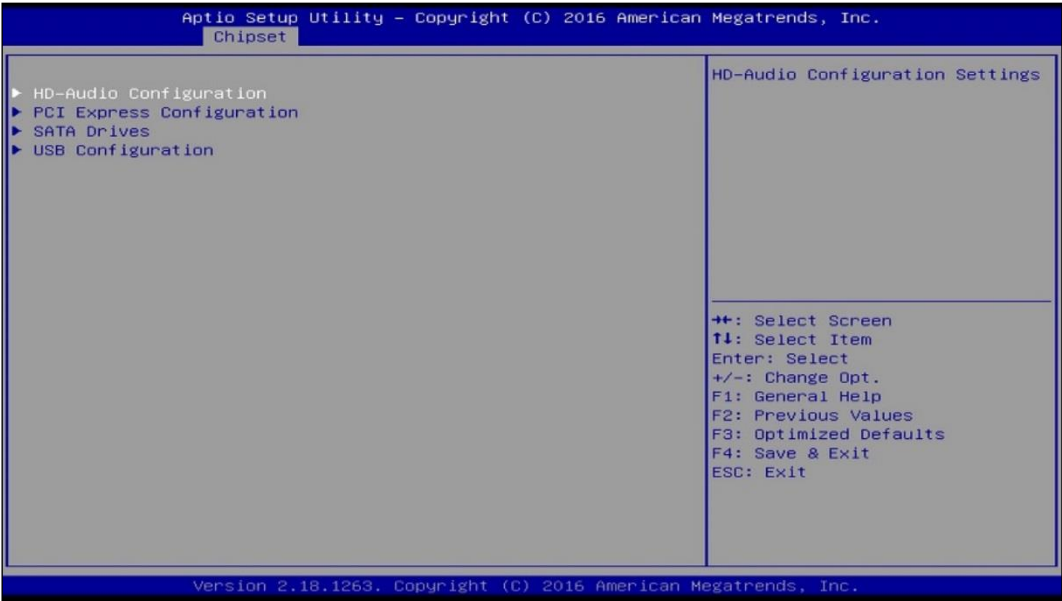 Aptio Setup Utility – Copyright (C) 2016 American Megatrends, Inc.
Chipset
▶ HD-Audio Configuration
▶ PCI Express Configuration
▶ SATA Drives
▶ USB Configuration
HD-Audio Configuration Settings
→←: Select Screen
↑↓: Select Item
Enter: Select
+/-: Change Opt.
F1: General Help
F2: Previous Values
F3: Optimized Defaults
F4: Save & Exit
ESC: Exit
Version 2.18.1263. Copyright (C) 2016 American Megatrends, Inc.